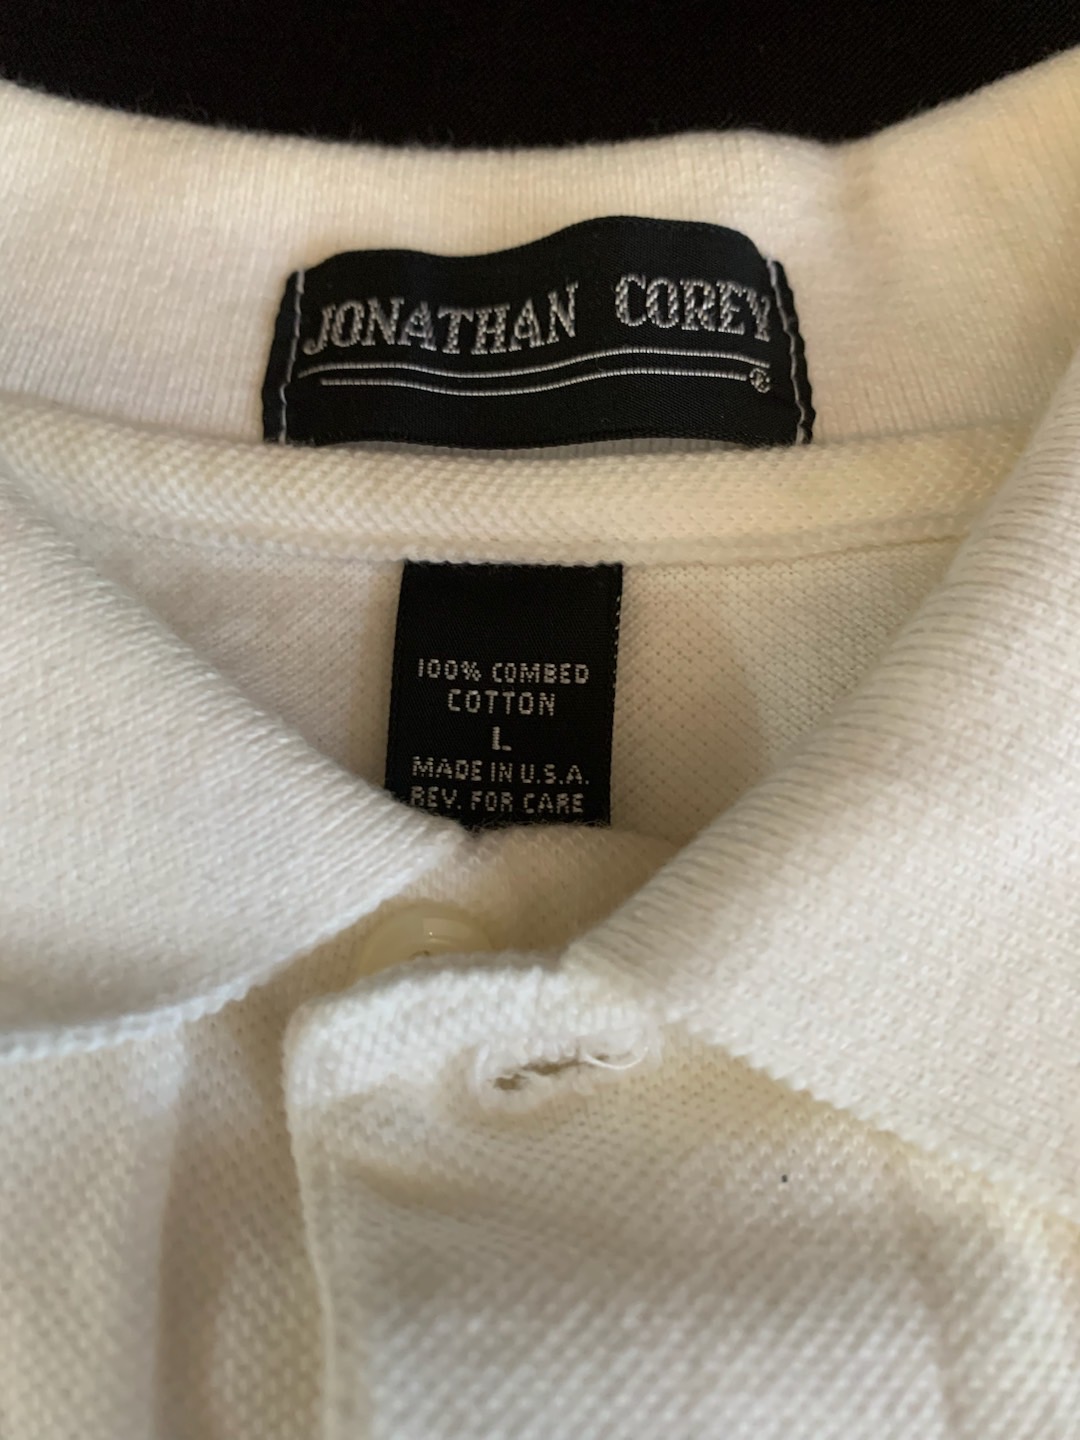 JONATHAN COREY
®
100% COMBED
COTTON
L
MADE IN U.S.A.
REV. FOR CARE